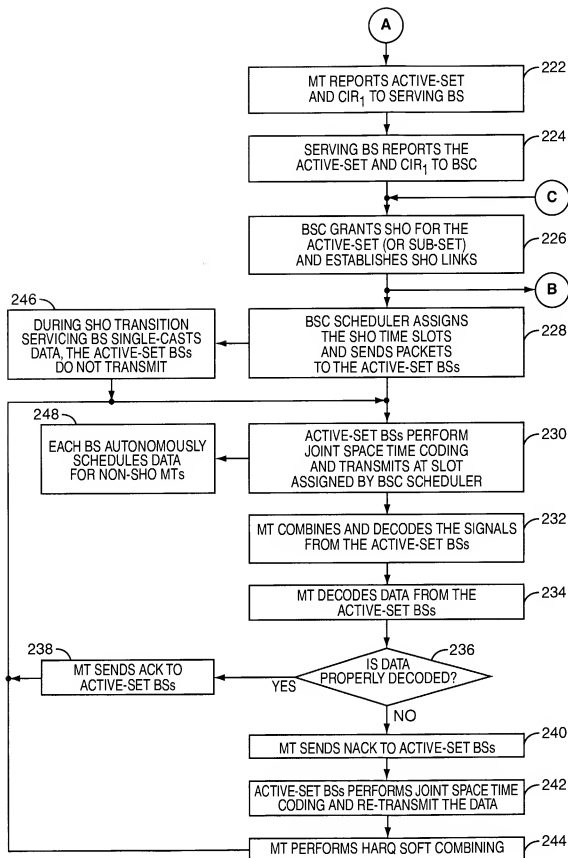 A
MT REPORTS ACTIVE-SET
AND CIR1 TO SERVING BS
222
SERVING BS REPORTS THE
ACTIVE-SET AND CIR1 TO BSC
224
C
BSC GRANTS SHO FOR THE
ACTIVE-SET (OR SUB-SET)
AND ESTABLISHES SHO LINKS
226
B
246
DURING SHO TRANSITION
SERVICING BS SINGLE-CASTS
DATA, THE ACTIVE-SET BSs
DO NOT TRANSMIT
BSC SCHEDULER ASSIGNS
THE SHO TIME SLOTS
AND SENDS PACKETS
TO THE ACTIVE-SET BSs
228
248
EACH BS AUTONOMOUSLY
SCHEDULES DATA
FOR NON-SHO MTs
ACTIVE-SET BSs PERFORM
JOINT SPACE TIME CODING
AND TRANSMITS AT SLOT
ASSIGNED BY BSC SCHEDULER
230
MT COMBINES AND DECODES THE SIGNALS
FROM THE ACTIVE-SET BSs
232
MT DECODES DATA FROM THE
ACTIVE-SET BSs
234
238
MT SENDS ACK TO
ACTIVE-SET BSs
YES
IS DATA
PROPERLY DECODED?
236
NO
MT SENDS NACK TO ACTIVE-SET BSs
240
ACTIVE-SET BSs PERFORMS JOINT SPACE TIME
CODING AND RE-TRANSMIT THE DATA
242
MT PERFORMS HARQ SOFT COMBINING
244